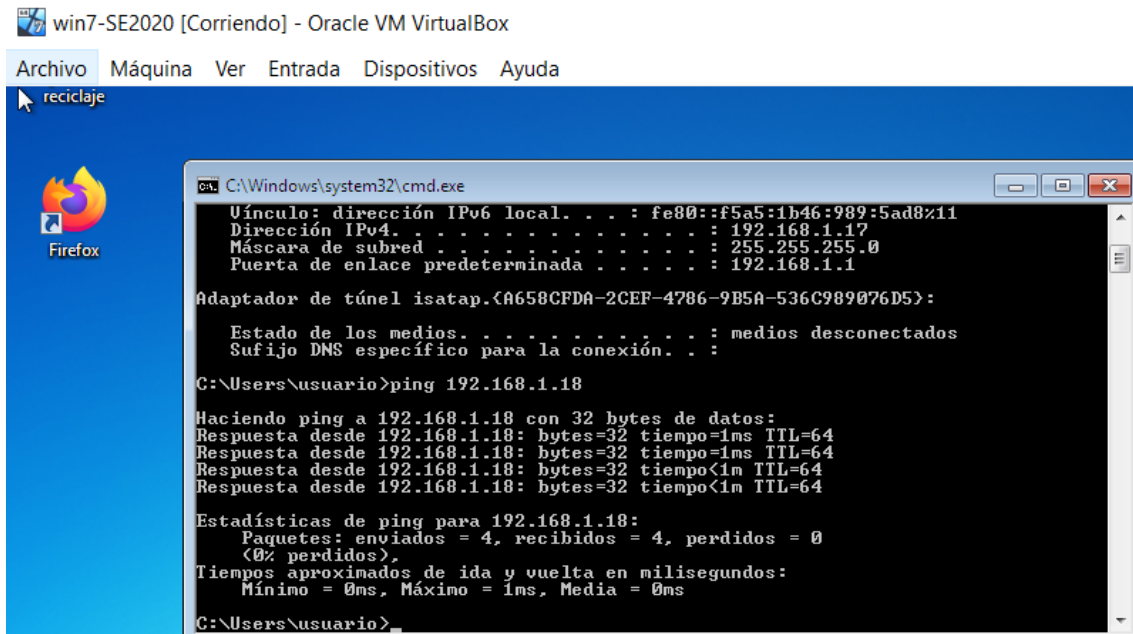 win7-SE2020 [Corriendo] - Oracle VM VirtualBox
Archivo Máquina Ver Entrada Dispositivos Ayuda
reciclaje
Firefox
C:\Windows\system32\cmd.exe
Vínculo: dirección IPv6 local. . . : fe80::f5a5:1b46:989:5ad8%11
Dirección IPv4. . . . . . . . . . . . . . : 192.168.1.17
Máscara de subred . . . . . . . . . . . . : 255.255.255.0
Puerta de enlace predeterminada . . . . . : 192.168.1.1
Adaptador de túnel isatap.{A658CFDA-2CEF-4786-9B5A-536C989076D5}:
Estado de los medios. . . . . . . . . . . : medios desconectados
Sufijo DNS específico para la conexión. . :
C:\Users\usuario>ping 192.168.1.18
Haciendo ping a 192.168.1.18 con 32 bytes de datos:
Respuesta desde 192.168.1.18: bytes=32 tiempo=1ms TTL=64
Respuesta desde 192.168.1.18: bytes=32 tiempo=1ms TTL=64
Respuesta desde 192.168.1.18: bytes=32 tiempo<1m TTL=64
Respuesta desde 192.168.1.18: bytes=32 tiempo<1m TTL=64
Estadísticas de ping para 192.168.1.18:
Paquetes: enviados = 4, recibidos = 4, perdidos = 0
(0% perdidos),
Tiempos aproximados de ida y vuelta en milisegundos:
Mínimo = 0ms, Máximo = 1ms, Media = 0ms
C:\Users\usuario>_